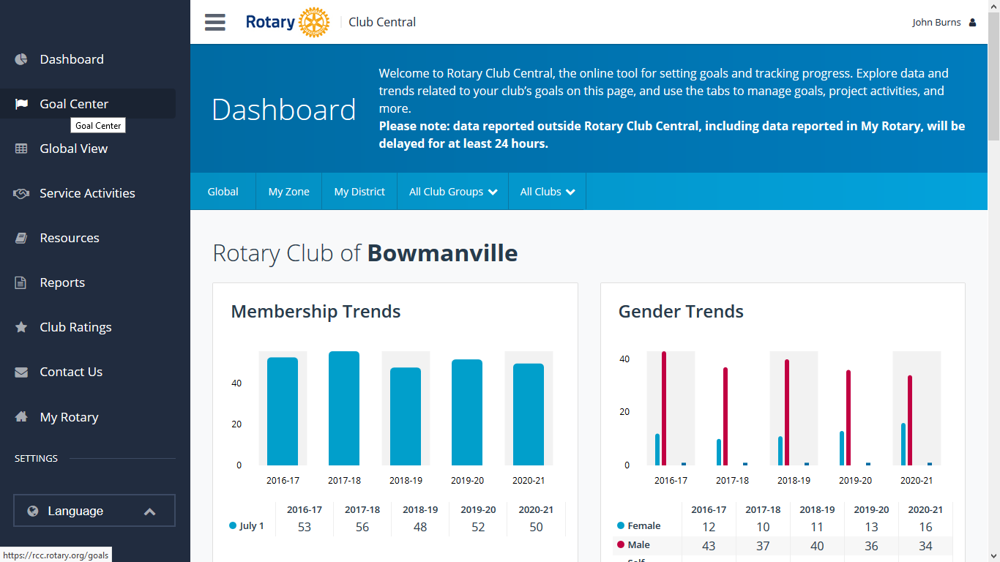 Rotary
Club Central
John Burns
Dashboard
Goal Center
Goal Center
Global View
Service Activities
Resources
Reports
Club Ratings
Contact Us
My Rotary
SETTINGS
Language
https://rcc.rotary.org/goals
Dashboard
Welcome to Rotary Club Central, the online tool for setting goals and tracking progress. Explore data and
trends related to your club’s goals on this page, and use the tabs to manage goals, project activities, and
more.
Please note: data reported outside Rotary Club Central, including data reported in My Rotary, will be
delayed for at least 24 hours.
Global My Zone My District All Club Groups All Clubs
Rotary Club of Bowmanville
Membership Trends
40
20
0
2016-17 2017-18 2018-19 2019-20 2020-21
2016-17 2017-18 2018-19 2019-20 2020-21
July 1 53 56 48 52 50
Gender Trends
40
20
0
2016-17 2017-18 2018-19 2019-20 2020-21
2016-17 2017-18 2018-19 2019-20 2020-21
Female 12 10 11 13 16
Male 43 37 40 36 34